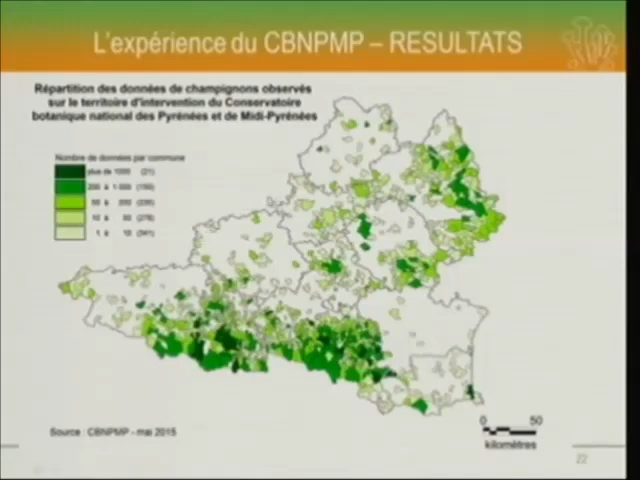 L'expérience du CBNPMP – RESULTATS
Répartition des données de champignons observés
sur le territoire d'intervention du Conservatoire
botanique national des Pyrénées et de Midi-Pyrénées
Nombre de données par commune
plus de 1000 (21)
200 à 1 000 (150)
50 à 200
10 à 50
1 à 10 (341)
Source : CBNPMP - mai 2015
0 50
kilomètres
22